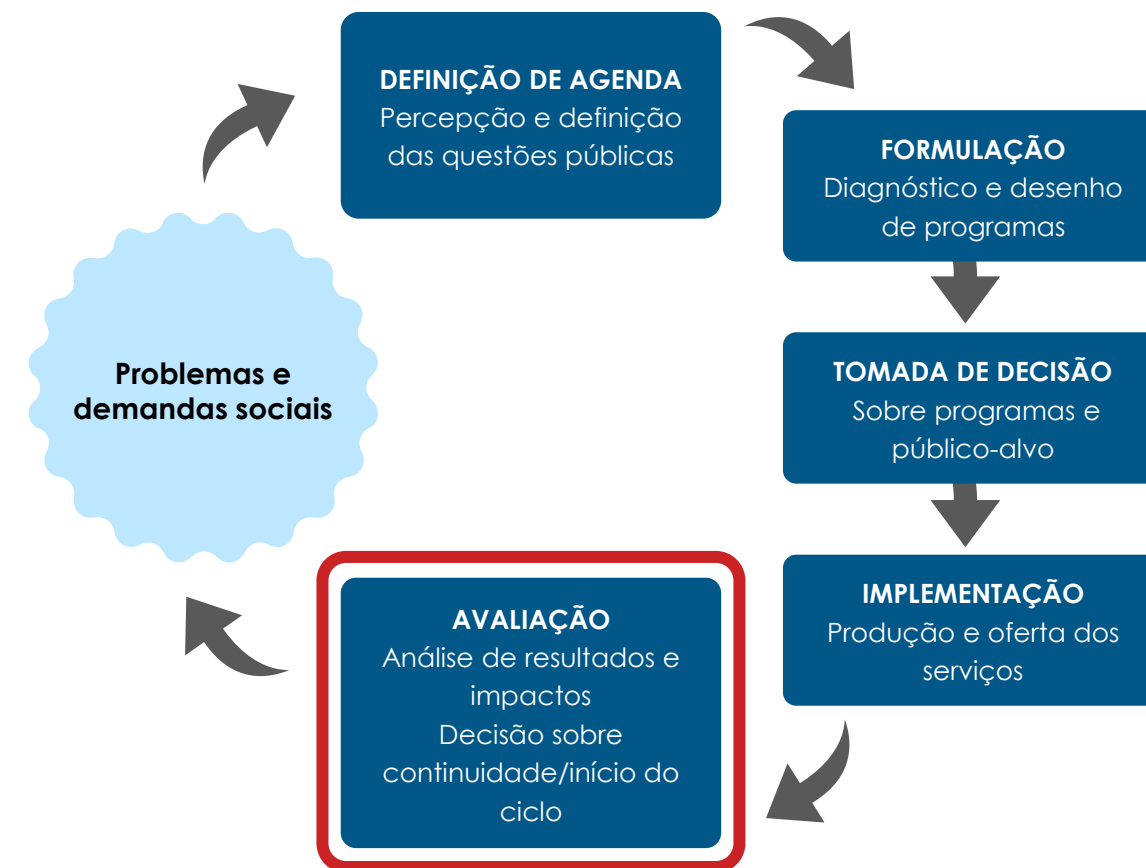 DEFINIÇÃO DE AGENDA
Percepção e definição
das questões públicas
FORMULAÇÃO
Diagnóstico e desenho
de programas
TOMADA DE DECISÃO
Sobre programas e
público-alvo
IMPLEMENTAÇÃO
Produção e oferta dos
serviços
AVALIAÇÃO
Análise de resultados e
impactos
Decisão sobre
continuidade/início do
ciclo
Problemas e
demandas sociais